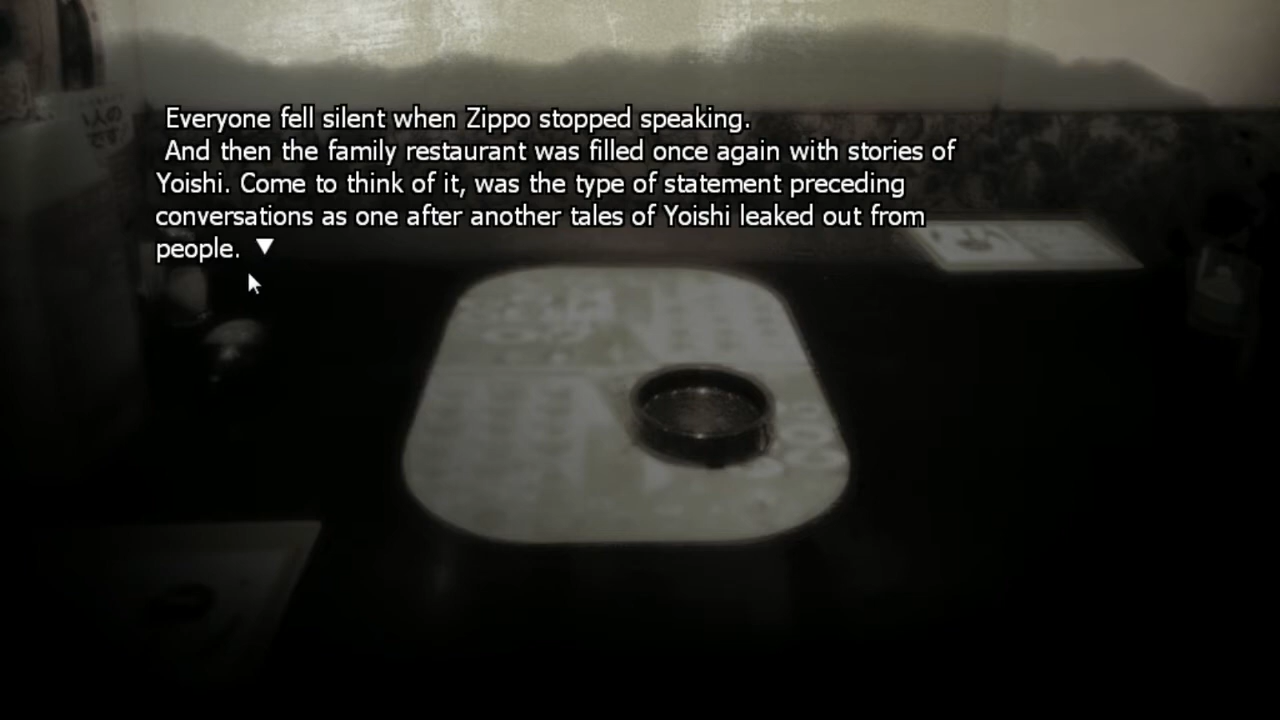 Everyone fell silent when Zippo stopped speaking.
And then the family restaurant was filled once again with stories of
Yoishi. Come to think of it, was the type of statement preceding
conversations as one after another tales of Yoishi leaked out from
people.